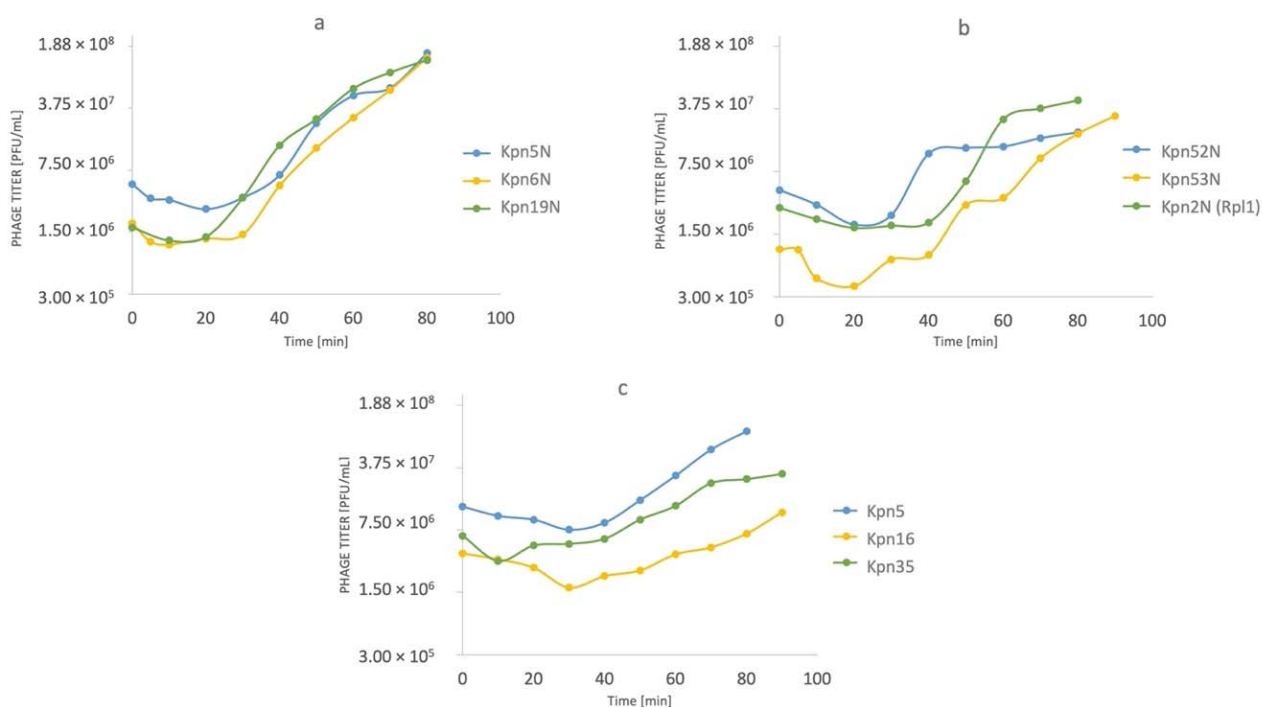 a
1.88 × 10⁸
3.75 × 10⁷
7.50 × 10⁶
1.50 × 10⁶
3.00 × 10⁵
PHAGE TITER [PFU/mL]
0 20 40 60 80 100
Time [min]
Kpn5N
Kpn6N
Kpn19N
b
1.88 × 10⁸
3.75 × 10⁷
7.50 × 10⁶
1.50 × 10⁶
3.00 × 10⁵
PHAGE TITER [PFU/mL]
0 20 40 60 80 100
Time [min]
Kpn52N
Kpn53N
Kpn2N (Rpl1)
c
1.88 × 10⁸
3.75 × 10⁷
7.50 × 10⁶
1.50 × 10⁶
3.00 × 10⁵
PHAGE TITER [PFU/mL]
0 20 40 60 80 100
Time [min]
Kpn5
Kpn16
Kpn35